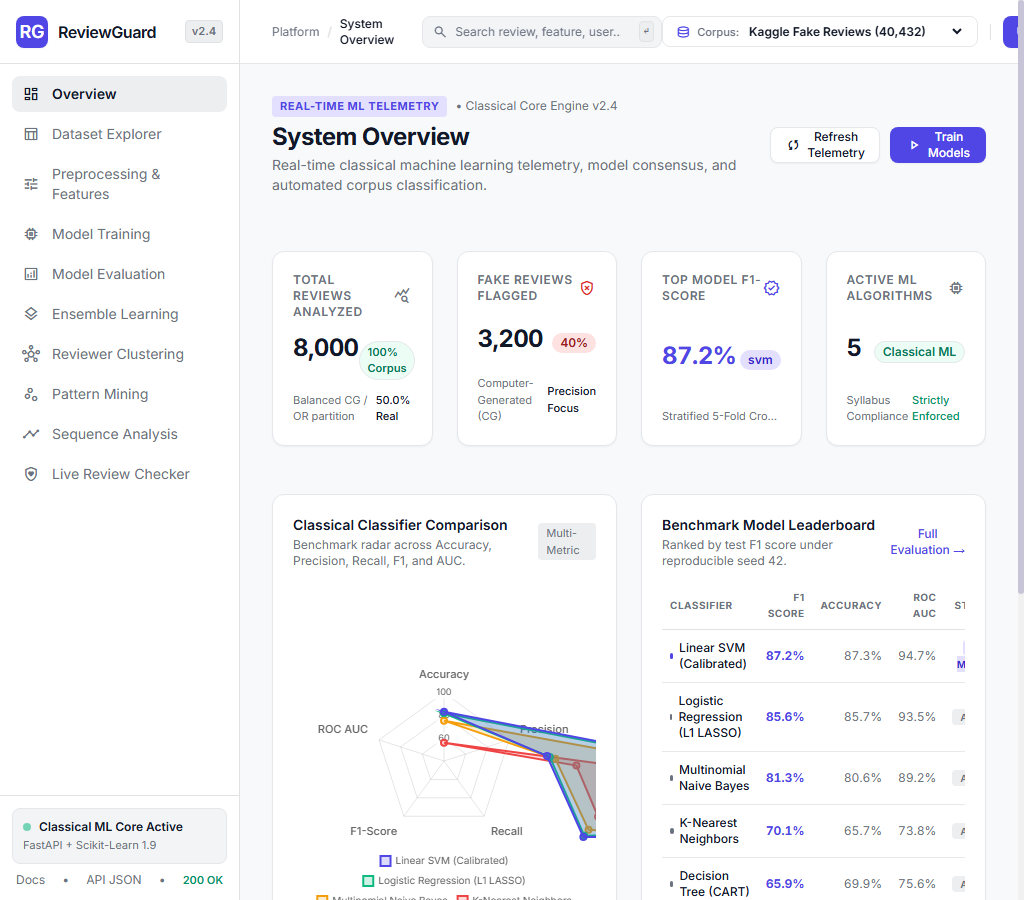 RG ReviewGuard v2.4
Overview
Dataset Explorer
Preprocessing &
Features
Model Training
Model Evaluation
Ensemble Learning
Reviewer Clustering
Pattern Mining
Sequence Analysis
Live Review Checker
Classical ML Core Active
FastAPI + Scikit-Learn 1.9
Docs • API JSON • 200 OK
Platform / System
Overview
Search review, feature, user..
Corpus: Kaggle Fake Reviews (40,432)
REAL-TIME ML TELEMETRY • Classical Core Engine v2.4
System Overview
Real-time classical machine learning telemetry, model consensus, and
automated corpus classification.
Refresh
Telemetry
Train
Models
TOTAL
REVIEWS
ANALYZED
8,000 100%
Corpus
Balanced CG /
OR partition
50.0%
Real
FAKE REVIEWS
FLAGGED
3,200 40%
Computer-
Generated
(CG)
Precision
Focus
TOP MODEL F1-
SCORE
87.2% svm
Stratified 5-Fold Cro...
ACTIVE ML
ALGORITHMS
5 Classical ML
Syllabus
Compliance
Strictly
Enforced
Classical Classifier Comparison
Benchmark radar across Accuracy,
Precision, Recall, F1, and AUC.
Multi-
Metric
Accuracy
100
60
ROC AUC
Precision
F1-Score
Recall
Linear SVM (Calibrated)
Logistic Regression (L1 LASSO)
Multinomial Naive Bayes K-Nearest Neighbors
Benchmark Model Leaderboard
Ranked by test F1 score under
reproducible seed 42.
Full
Evaluation →
CLASSIFIER F1
SCORE ACCURACY ROC
AUC ST
Linear SVM
(Calibrated) 87.2% 87.3% 94.7% M
Logistic
Regression
(L1 LASSO) 85.6% 85.7% 93.5% A
Multinomial
Naive Bayes 81.3% 80.6% 89.2% A
K-Nearest
Neighbors 70.1% 65.7% 73.8% A
Decision
Tree (CART) 65.9% 69.9% 75.6% A